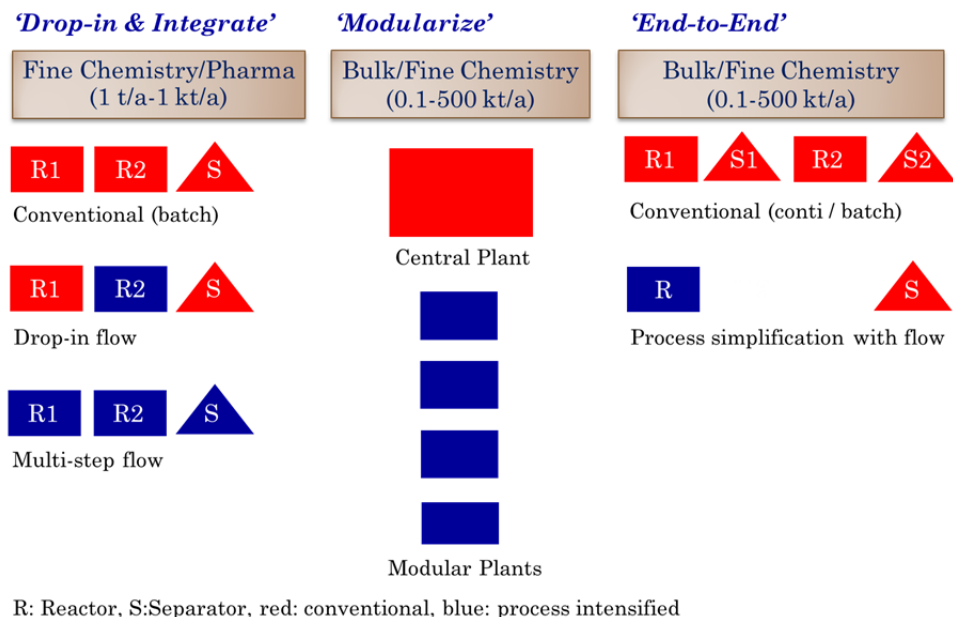 'Drop-in & Integrate'
Fine Chemistry/Pharma
(1 t/a-1 kt/a)
R1 R2 S
Conventional (batch)
R1 R2 S
Drop-in flow
R1 R2 S
Multi-step flow
'Modularize'
Bulk/Fine Chemistry
(0.1-500 kt/a)
Central Plant
Modular Plants
'End-to-End'
Bulk/Fine Chemistry
(0.1-500 kt/a)
R1 S1 R2 S2
Conventional (conti / batch)
R S
Process simplification with flow
R: Reactor, S:Separator, red: conventional, blue: process intensified